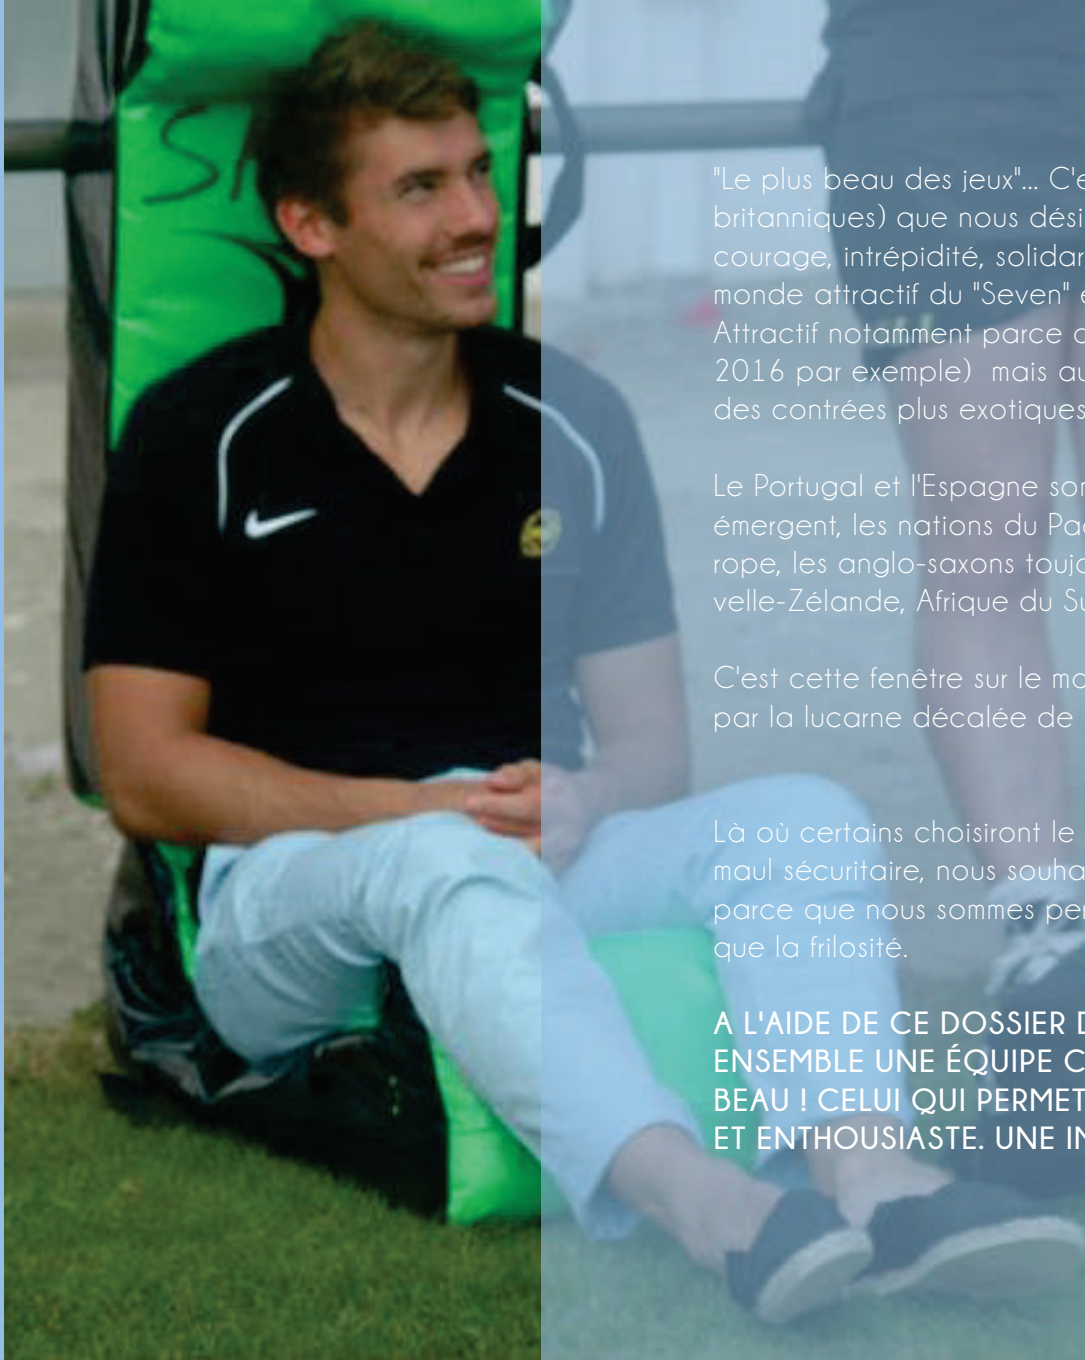 "Le plus beau des jeux"... C'e
britanniques) que nous dési
courage, intrépidité, solidar
monde attractif du "Seven" e
Attractif notamment parce q
2016 par exemple)  mais au
des contrées plus exotiques
Le Portugal et l'Espagne son
émergent, les nations du Pac
rope, les anglo-saxons toujo
velle-Zélande, Afrique du Su
C'est cette fenêtre sur le mo
par la lucarne décalée de
Là où certains choisiront le
maul sécuritaire, nous souha
parce que nous sommes per
que la frilosité.
A L'AIDE DE CE DOSSIER D
ENSEMBLE UNE ÉQUIPE C
BEAU ! CELUI QUI PERMET
ET ENTHOUSIASTE. UNE IN